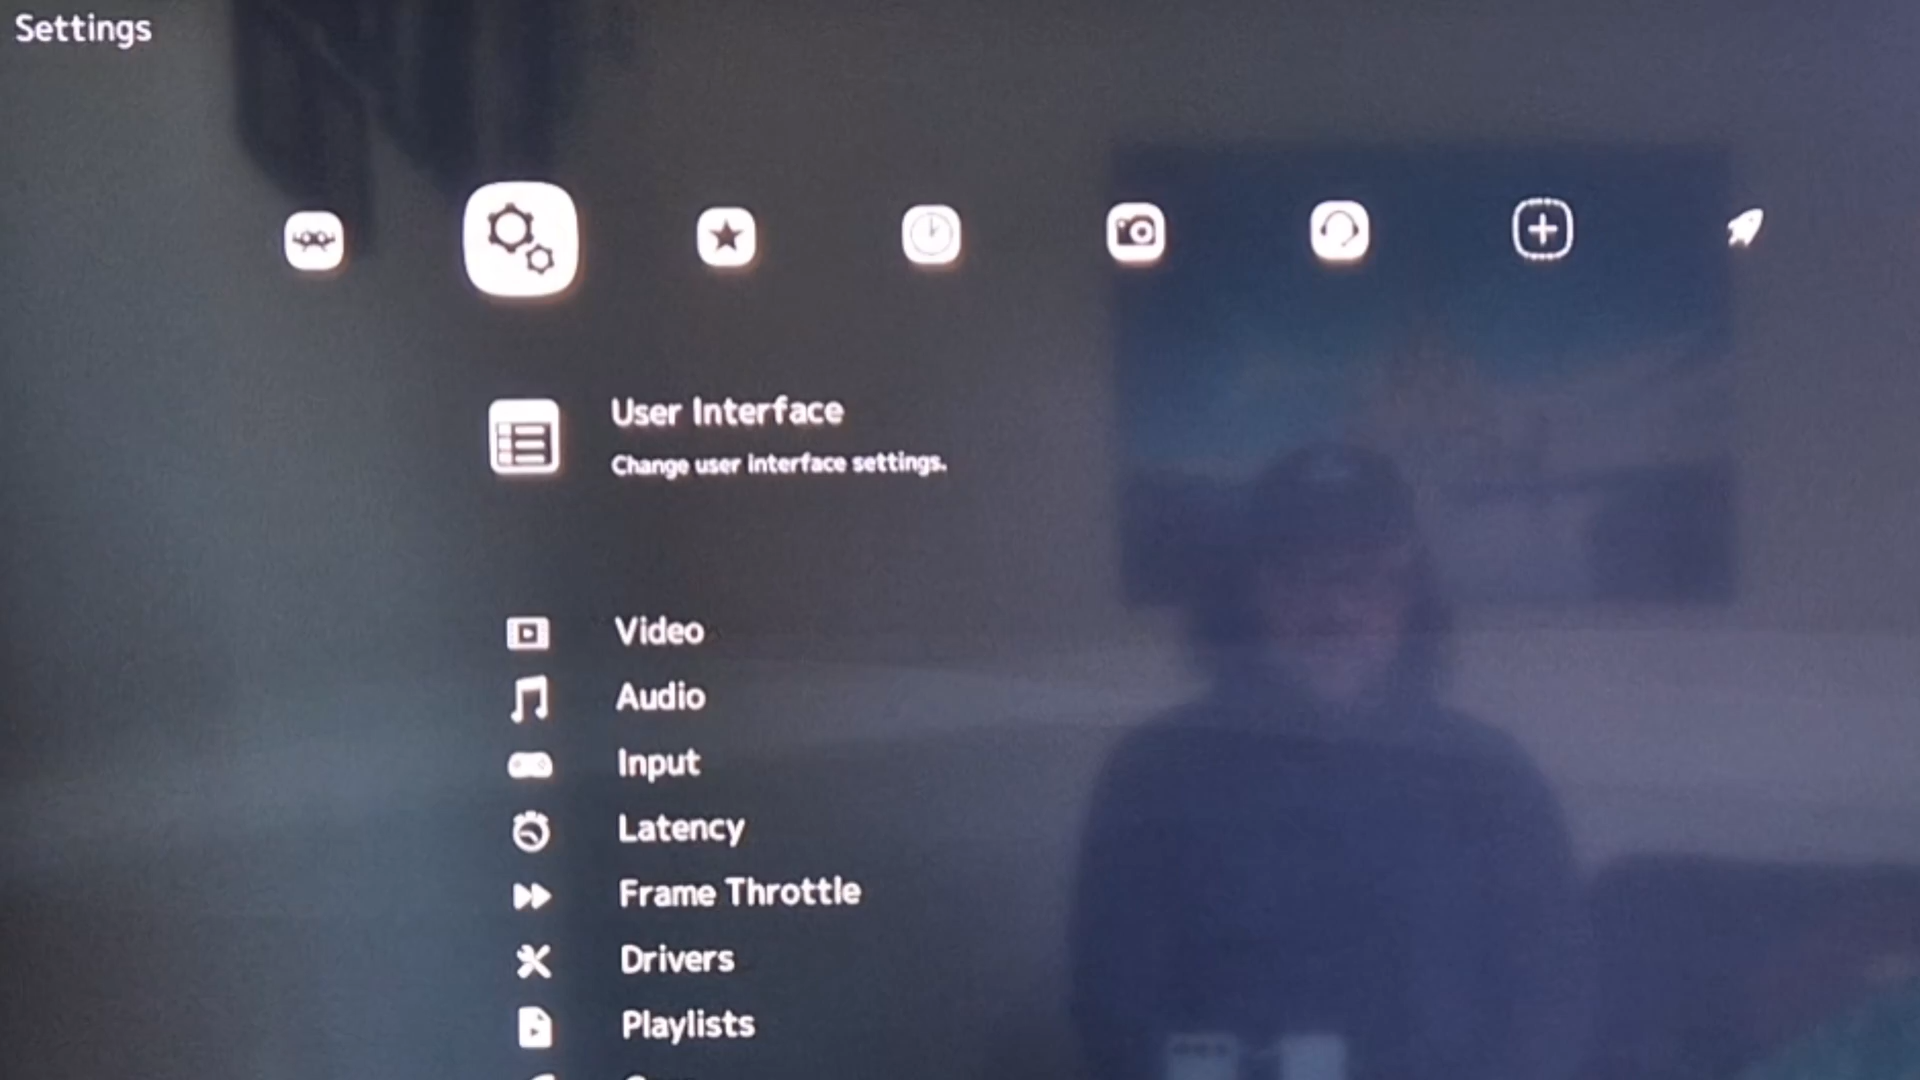 Settings
User Interface
Change user interface settings.
Video
Audio
Input
Latency
Frame Throttle
Drivers
Playlists